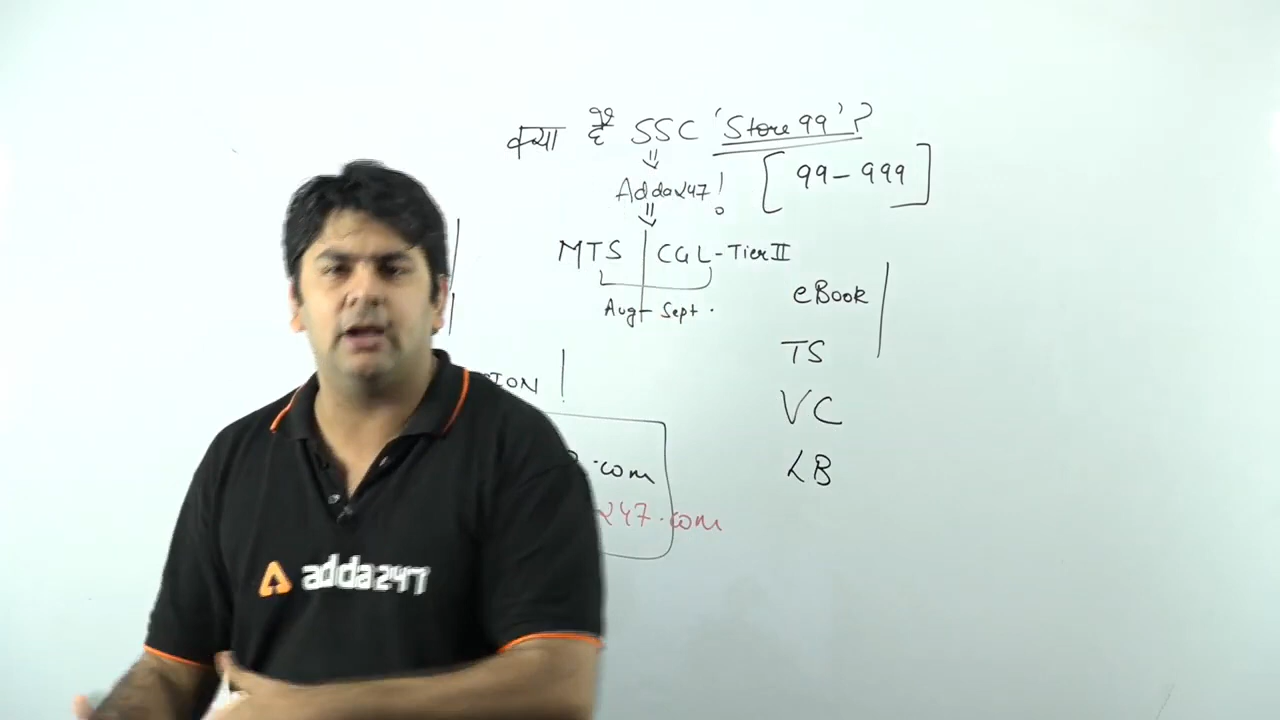 क्या है SSC 'Store 99'?
Adda247!
[99-999]
MTS | CGL-Tier II
Aug - Sept.
eBook
TS
VC
LB
SION
.com
247.com
adda247